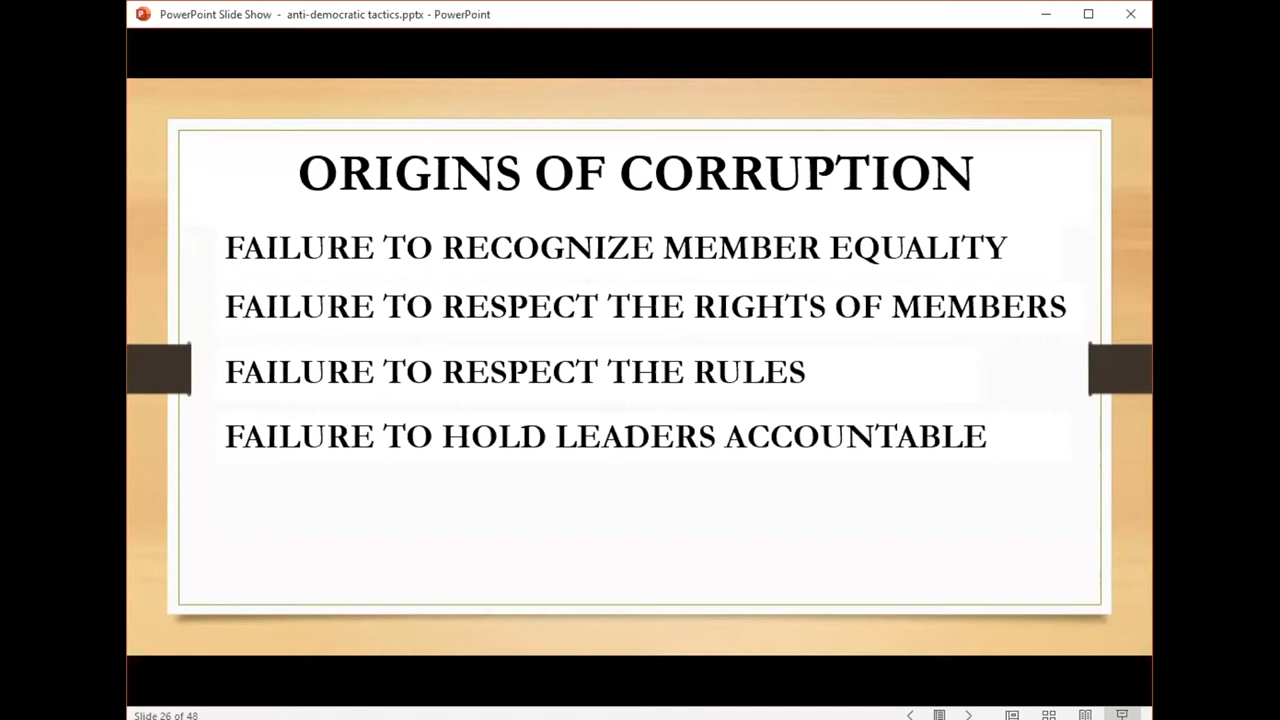 PowerPoint Slide Show - anti-democratic tactics.pptx - PowerPoint
ORIGINS OF CORRUPTION
FAILURE TO RECOGNIZE MEMBER EQUALITY
FAILURE TO RESPECT THE RIGHTS OF MEMBERS
FAILURE TO RESPECT THE RULES
FAILURE TO HOLD LEADERS ACCOUNTABLE
Slide 26 of 48